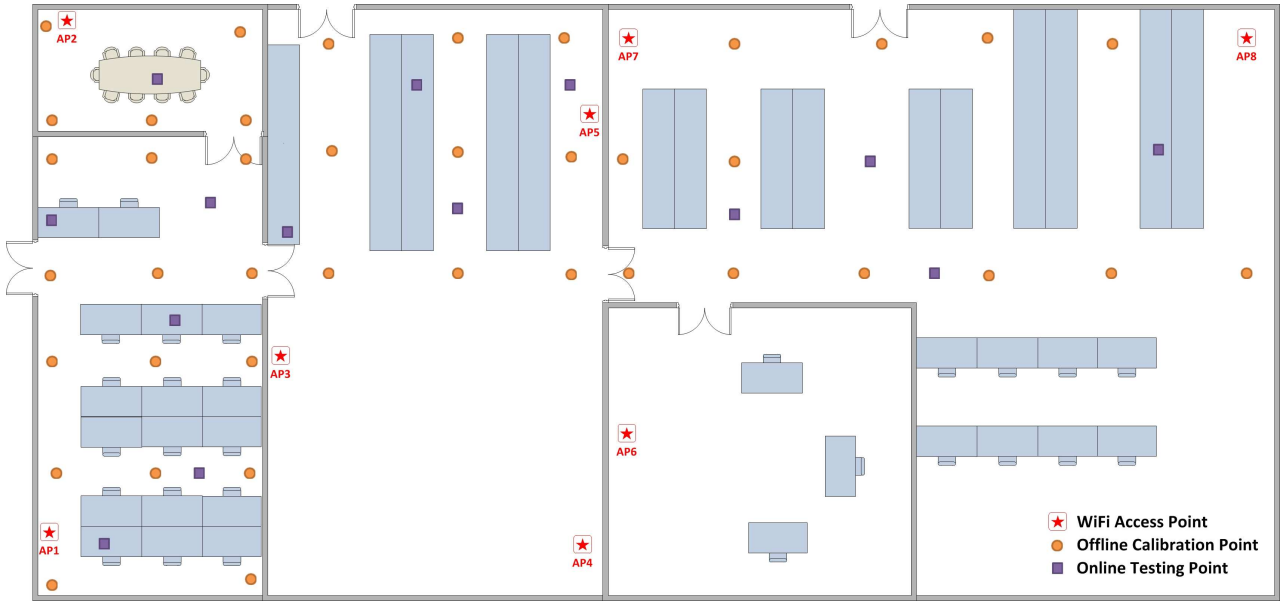 AP2
AP7
AP8
AP5
AP3
AP6
AP1
AP4
WiFi Access Point
Offline Calibration Point
Online Testing Point